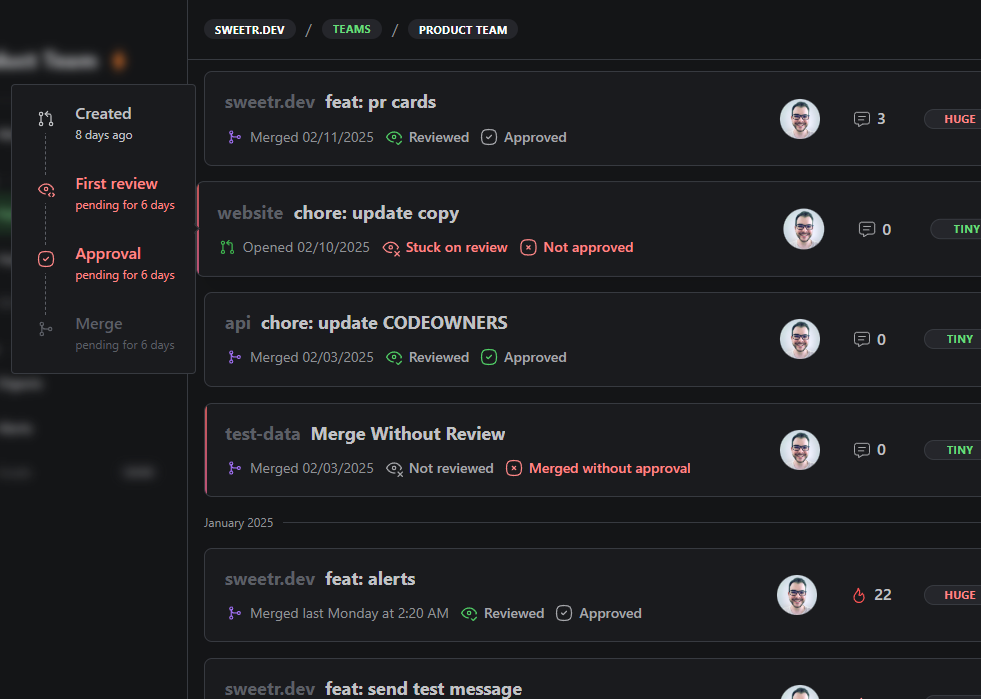 SWEETR.DEV / TEAMS / PRODUCT TEAM
Created
8 days ago
First review
pending for 6 days
Approval
pending for 6 days
Merge
pending for 6 days
sweetr.dev feat: pr cards
Merged 02/11/2025 Reviewed Approved
3
HUGE
website chore: update copy
Opened 02/10/2025 Stuck on review Not approved
0
TINY
api chore: update CODEOWNERS
Merged 02/03/2025 Reviewed Approved
0
TINY
test-data Merge Without Review
Merged 02/03/2025 Not reviewed Merged without approval
0
TINY
January 2025
sweetr.dev feat: alerts
Merged last Monday at 2:20 AM Reviewed Approved
22
HUGE
sweetr.dev feat: send test message